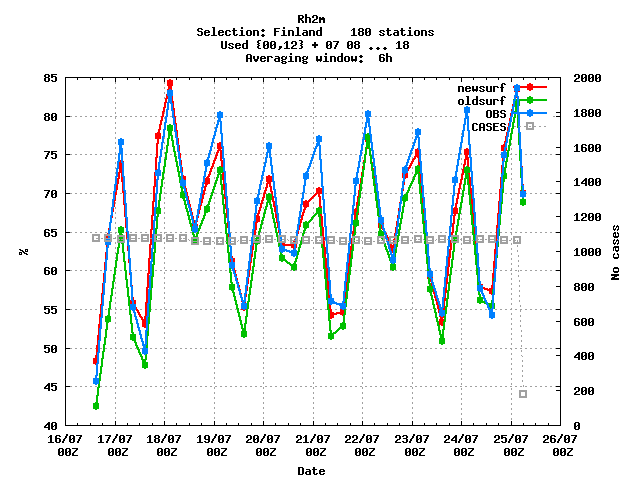 Rh2m
Selection: Finland 180 stations
Used {00,12} + 07 08 ... 18
Averaging window: 6h
newsurf
oldsurf
OBS
CASES
85
80
75
70
65
60
55
50
45
40
%
2000
1800
1600
1400
1200
1000
800
600
400
200
0
No cases
16/07 17/07 18/07 19/07 20/07 21/07 22/07 23/07 24/07 25/07 26/07
00Z 00Z 00Z 00Z 00Z 00Z 00Z 00Z 00Z 00Z 00Z
Date